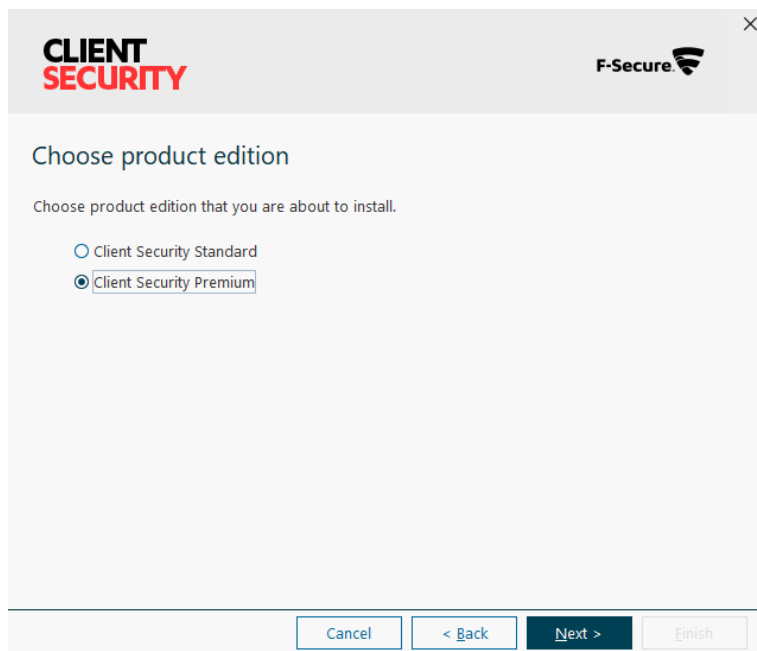 CLIENT
SECURITY
F-Secure.
Choose product edition
Choose product edition that you are about to install.
Client Security Standard
Client Security Premium
Cancel
< Back
Next >
Finish